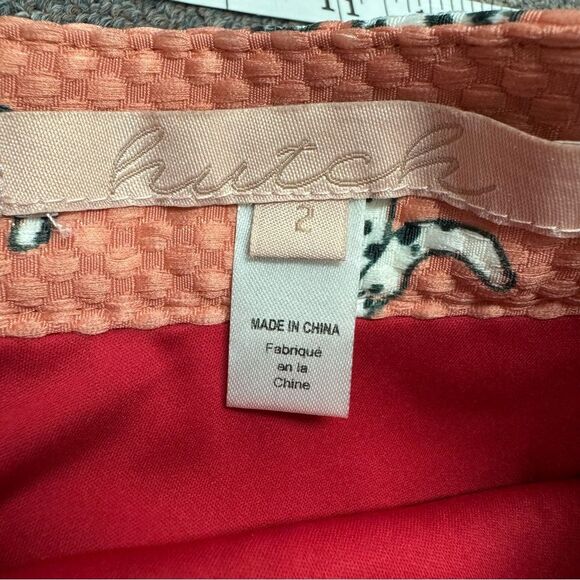 hutch
2
MADE IN CHINA
Fabriqué
en la
Chine